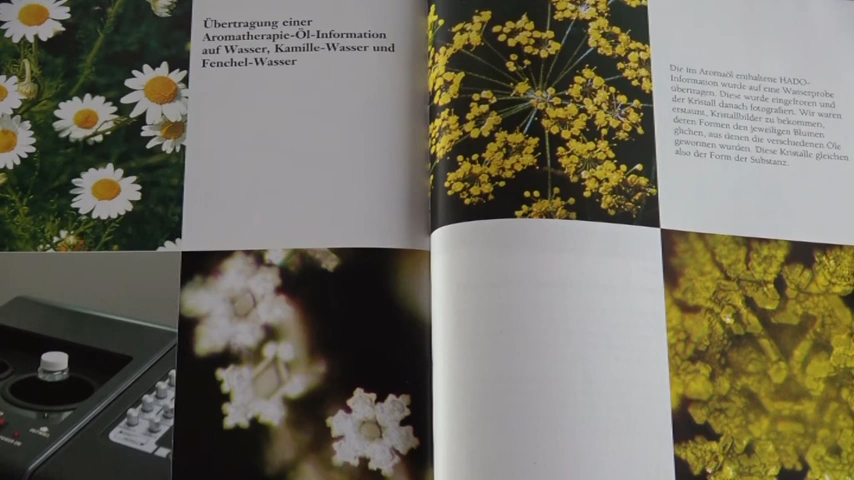 Übertragung einer
Aromatherapie-Öl-Information
auf Wasser, Kamille-Wasser und
Fenchel-Wasser
Die im Aromaöl enthaltene HADO-
Information wurde auf eine Wasserprobe
übertragen. Diese wurde eingefroren und
der Kristall danach fotografiert. Wir waren
erstaunt, Kristallbilder zu bekommen,
deren Formen den jeweiligen Blumen
glichen, aus denen die verschiedenen Öle
gewonnen wurden. Diese Kristalle gleichen
also der Form der Substanz.